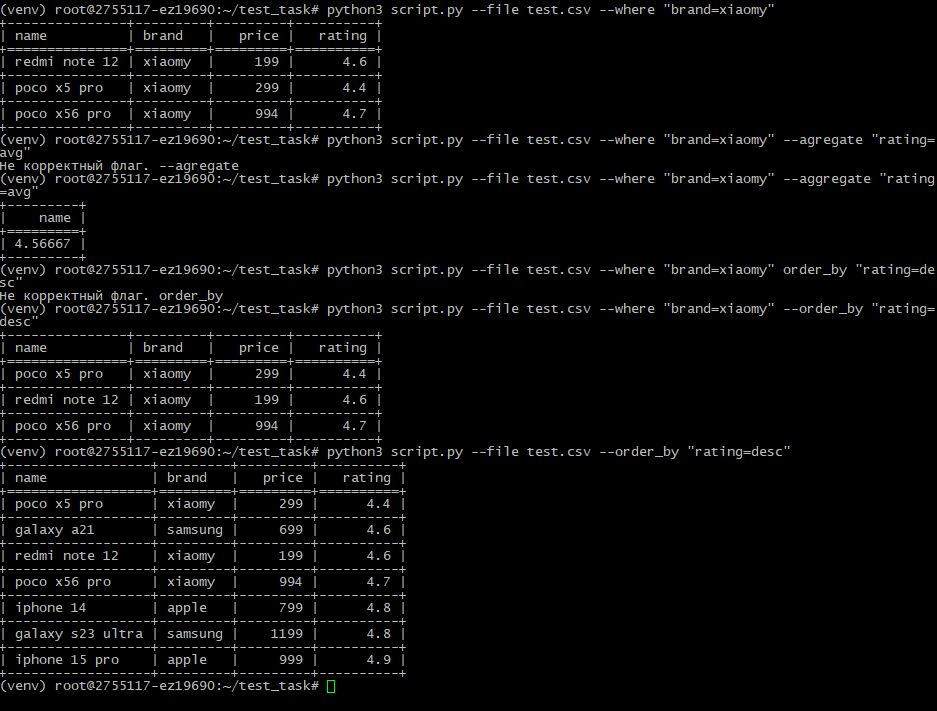 (venv) root@2755117-ez19690:~/test_task# python3 script.py --file test.csv --where "brand=xiaomy"
+---------------+---------+---------+----------+
| name          | brand   |   price |   rating |
+===============+=========+=========+==========+
| redmi note 12 | xiaomy  |     199 |      4.6 |
+---------------+---------+---------+----------+
| poco x5 pro   | xiaomy  |     299 |      4.4 |
+---------------+---------+---------+----------+
| poco x56 pro  | xiaomy  |     994 |      4.7 |
+---------------+---------+---------+----------+
(venv) root@2755117-ez19690:~/test_task# python3 script.py --file test.csv --where "brand=xiaomy" --agregate "rating=
avg"
Не корректный флаг. --agregate
(venv) root@2755117-ez19690:~/test_task# python3 script.py --file test.csv --where "brand=xiaomy" --aggregate "rating
=avg"
+---------+
|    name |
+=========+
| 4.56667 |
+---------+
(venv) root@2755117-ez19690:~/test_task# python3 script.py --file test.csv --where "brand=xiaomy" order_by "rating=de
sc"
Не корректный флаг. order_by
(venv) root@2755117-ez19690:~/test_task# python3 script.py --file test.csv --where "brand=xiaomy" --order_by "rating=
desc"
+---------------+---------+---------+----------+
| name          | brand   |   price |   rating |
+===============+=========+=========+==========+
| poco x5 pro   | xiaomy  |     299 |      4.4 |
+---------------+---------+---------+----------+
| redmi note 12 | xiaomy  |     199 |      4.6 |
+---------------+---------+---------+----------+
| poco x56 pro  | xiaomy  |     994 |      4.7 |
+---------------+---------+---------+----------+
(venv) root@2755117-ez19690:~/test_task# python3 script.py --file test.csv --order_by "rating=desc"
+------------------+---------+---------+----------+
| name             | brand   |   price |   rating |
+==================+=========+=========+==========+
| poco x5 pro      | xiaomy  |     299 |      4.4 |
+------------------+---------+---------+----------+
| galaxy a21       | samsung |     699 |      4.6 |
+------------------+---------+---------+----------+
| redmi note 12    | xiaomy  |     199 |      4.6 |
+------------------+---------+---------+----------+
| poco x56 pro     | xiaomy  |     994 |      4.7 |
+------------------+---------+---------+----------+
| iphone 14        | apple   |     799 |      4.8 |
+------------------+---------+---------+----------+
| galaxy s23 ultra | samsung |    1199 |      4.8 |
+------------------+---------+---------+----------+
| iphone 15 pro    | apple   |     999 |      4.9 |
+------------------+---------+---------+----------+
(venv) root@2755117-ez19690:~/test_task#